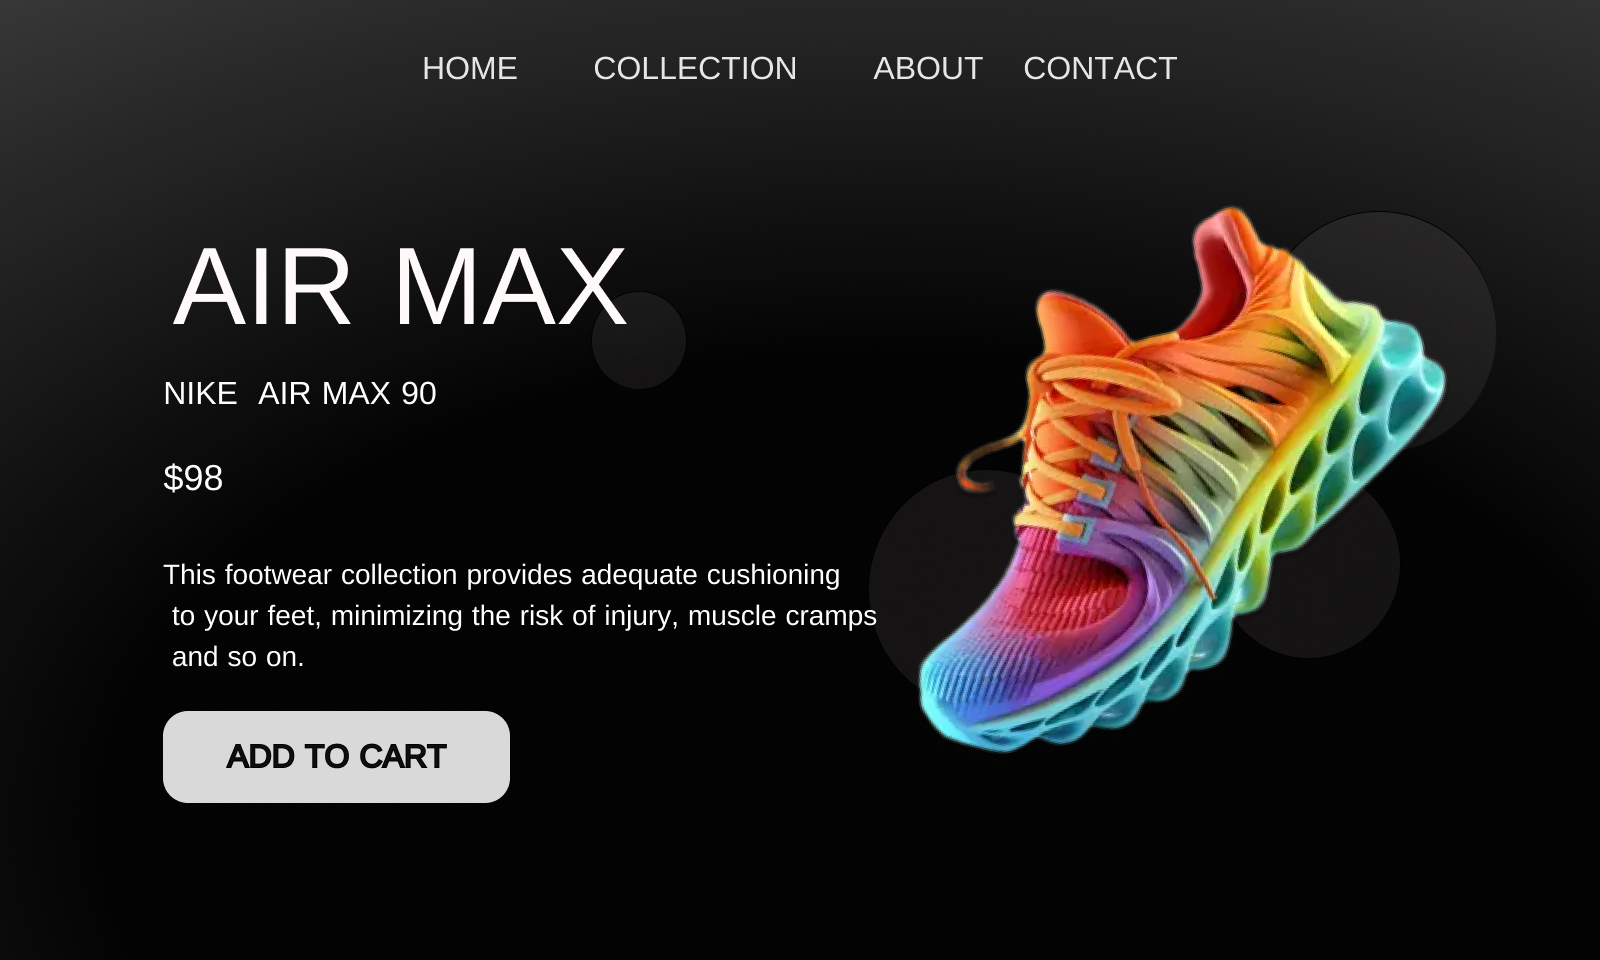 HOME COLLECTION ABOUT CONTACT
AIR MAX
NIKE AIR MAX 90
$98
This footwear collection provides adequate cushioning
to your feet, minimizing the risk of injury, muscle cramps
and so on.
ADD TO CART